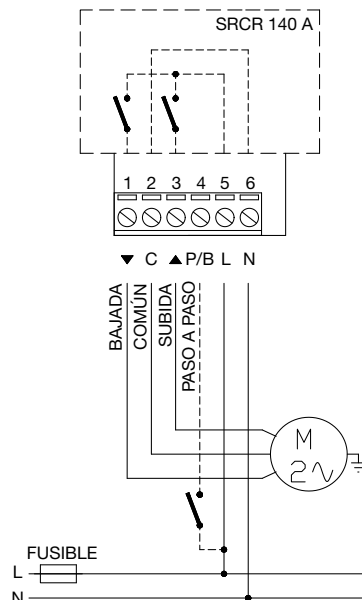 SRCR 140 A
1 2 3 4 5 6
▼ C ▲ P/B L N
BAJADA
COMÚN
SUBIDA
PASO A PASO
M
2∿
FUSIBLE
L
N